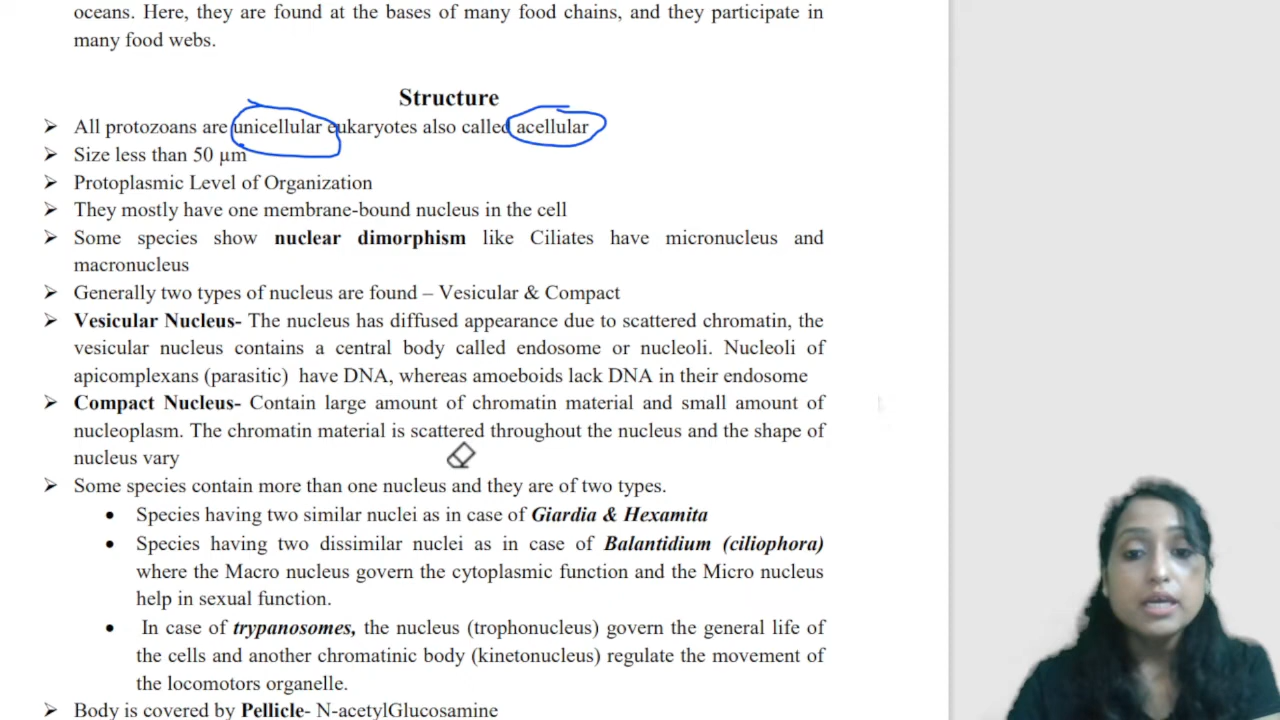 oceans. Here, they are found at the bases of many food chains, and they participate in
many food webs.
Structure
➢ All protozoans are unicellular eukaryotes also called acellular
➢ Size less than 50 µm
➢ Protoplasmic Level of Organization
➢ They mostly have one membrane-bound nucleus in the cell
➢ Some species show nuclear dimorphism like Ciliates have micronucleus and
macronucleus
➢ Generally two types of nucleus are found – Vesicular & Compact
➢ Vesicular Nucleus- The nucleus has diffused appearance due to scattered chromatin, the
vesicular nucleus contains a central body called endosome or nucleoli. Nucleoli of
apicomplexans (parasitic) have DNA, whereas amoeboids lack DNA in their endosome
➢ Compact Nucleus- Contain large amount of chromatin material and small amount of
nucleoplasm. The chromatin material is scattered throughout the nucleus and the shape of
nucleus vary
➢ Some species contain more than one nucleus and they are of two types.
• Species having two similar nuclei as in case of Giardia & Hexamita
• Species having two dissimilar nuclei as in case of Balantidium (ciliophora)
where the Macro nucleus govern the cytoplasmic function and the Micro nucleus
help in sexual function.
• In case of trypanosomes, the nucleus (trophonucleus) govern the general life of
the cells and another chromatinic body (kinetonucleus) regulate the movement of
the locomotors organelle.
➢ Body is covered by Pellicle- N-acetylGlucosamine